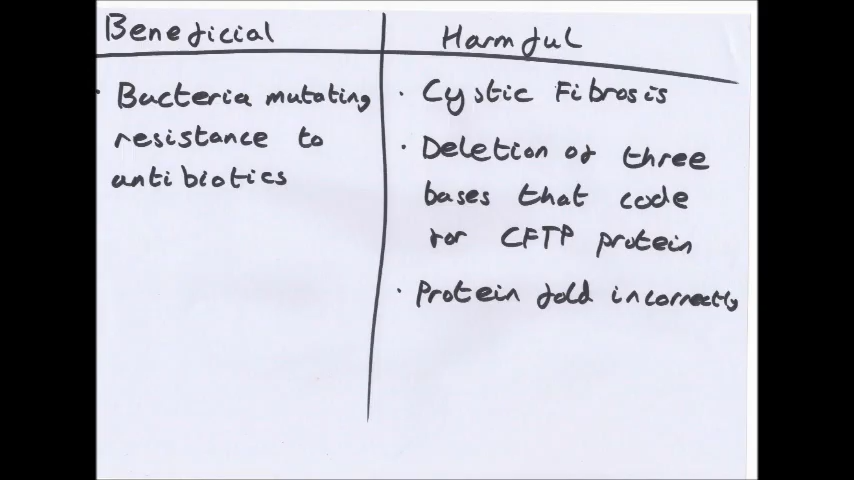 Beneficial
Harmful
· Bacteria mutating
resistance to
antibiotics
· Cystic Fibrosis
· Deletion of three
bases that code
for CFTP protein
· Protein fold incorrectly